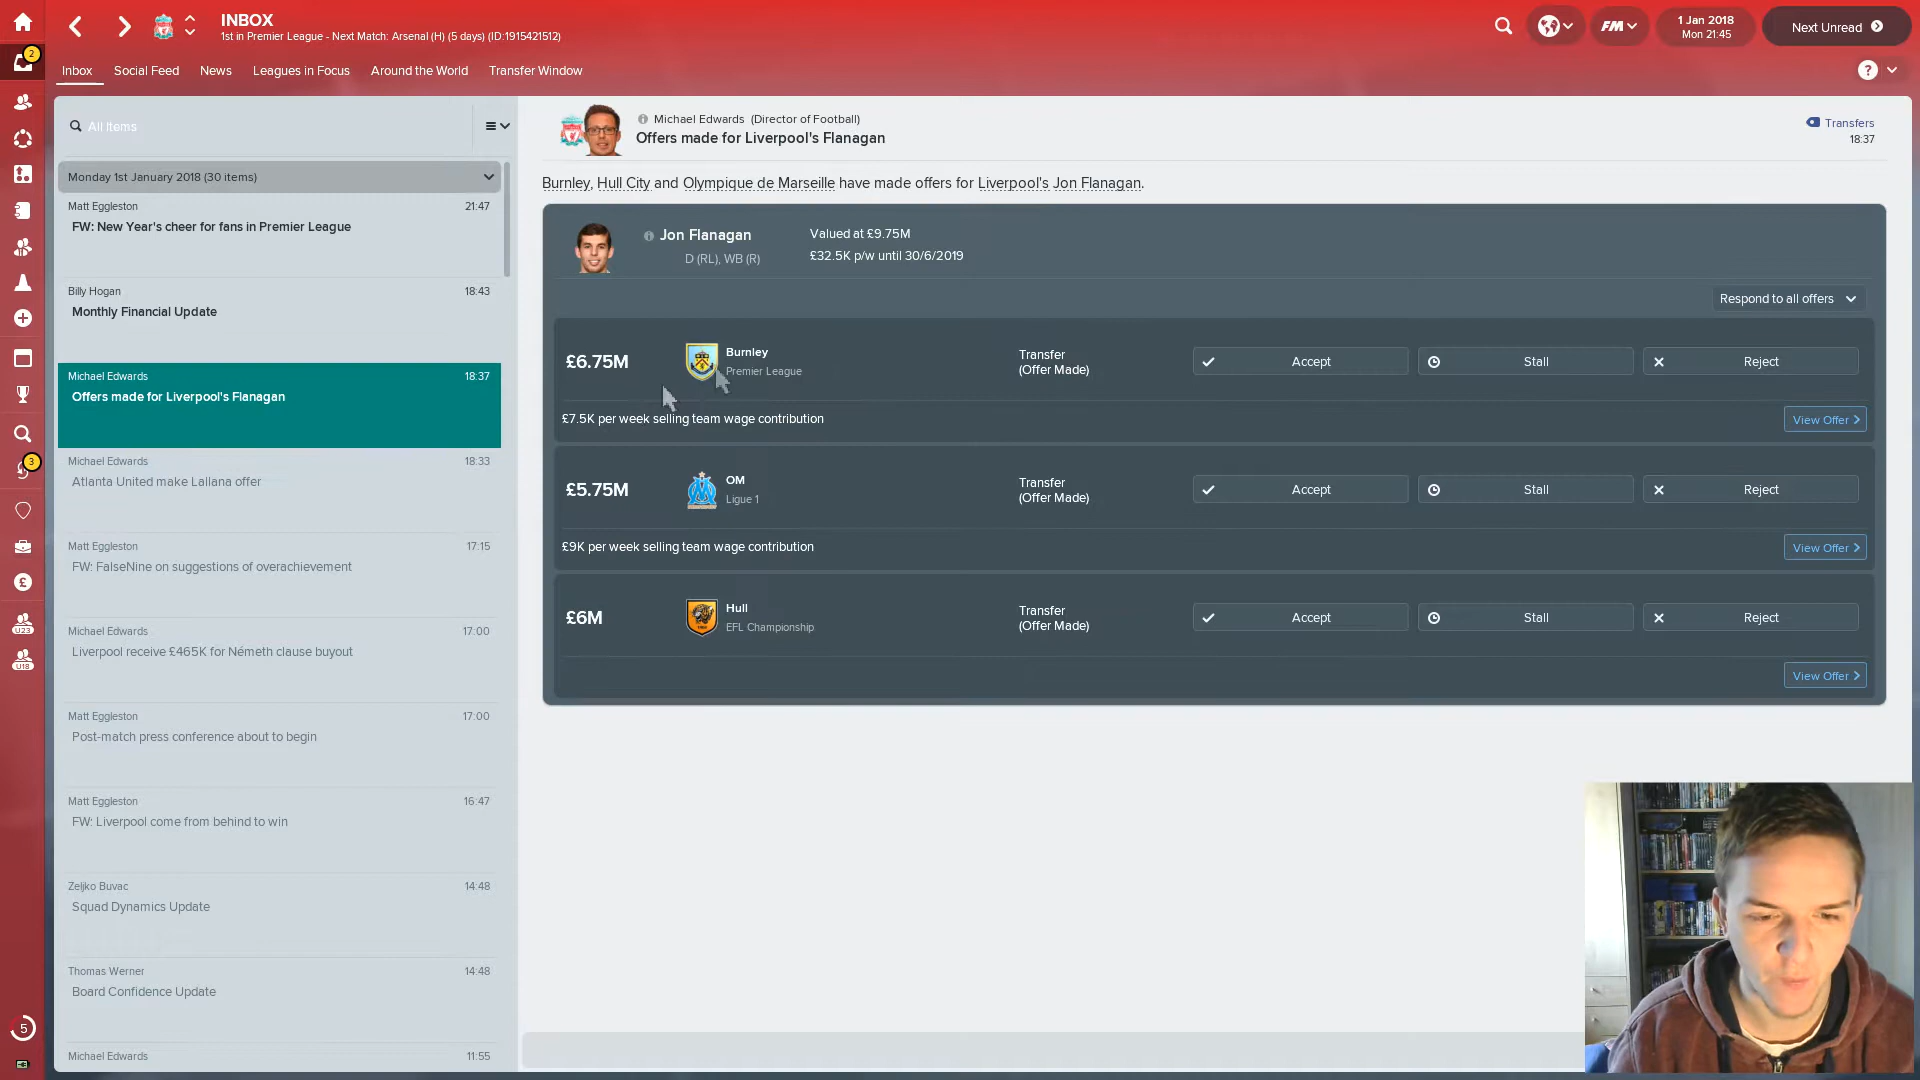 INBOX
1st in Premier League - Next Match: Arsenal (H) (5 days) (ID:1915421512)
FM
1 Jan 2018
Mon 21:45
Next Unread
2
Inbox
Social Feed
News
Leagues in Focus
Around the World
Transfer Window
?
All Items
Monday 1st January 2018 (30 items)
Matt Eggleston
21:47
FW: New Year's cheer for fans in Premier League
Billy Hogan
18:43
Monthly Financial Update
Michael Edwards
18:37
Offers made for Liverpool's Flanagan
Michael Edwards
18:33
Atlanta United make Lallana offer
Matt Eggleston
17:15
FW: FalseNine on suggestions of overachievement
Michael Edwards
17:00
Liverpool receive £465K for Németh clause buyout
Matt Eggleston
17:00
Post-match press conference about to begin
Matt Eggleston
16:47
FW: Liverpool come from behind to win
Zeljko Buvac
14:48
Squad Dynamics Update
Thomas Werner
14:48
Board Confidence Update
Michael Edwards
11:55
3
£
U23
U18
5
Michael Edwards (Director of Football)
Offers made for Liverpool's Flanagan
Transfers
18:37
Burnley, Hull City and Olympique de Marseille have made offers for Liverpool's Jon Flanagan.
Jon Flanagan
D (RL), WB (R)
Valued at £9.75M
£32.5K p/w until 30/6/2019
Respond to all offers
£6.75M
Burnley
Premier League
Transfer
(Offer Made)
Accept
Stall
Reject
£7.5K per week selling team wage contribution
View Offer
£5.75M
OM
Ligue 1
Transfer
(Offer Made)
Accept
Stall
Reject
£9K per week selling team wage contribution
View Offer
£6M
Hull
EFL Championship
Transfer
(Offer Made)
Accept
Stall
Reject
View Offer